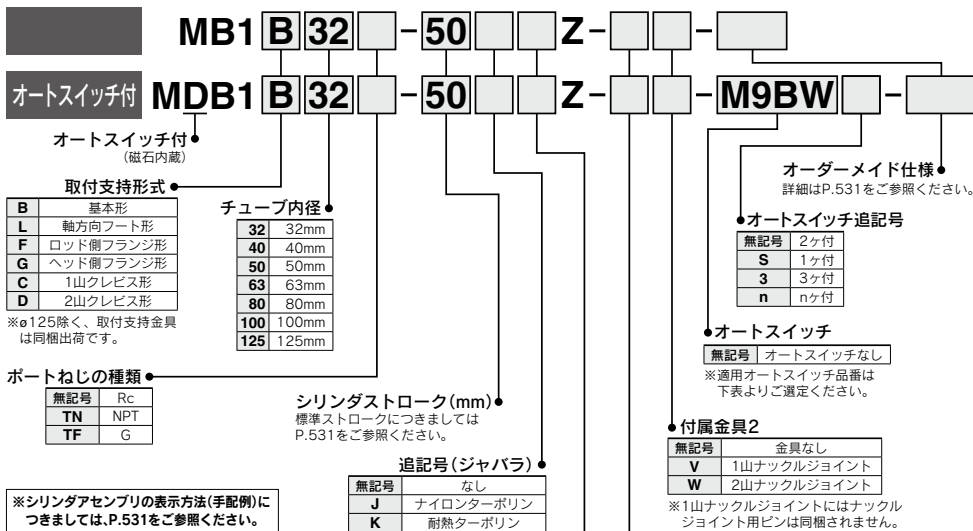 MB1 B 32 - 50 Z - -
オートスイッチ付 MDB1 B 32 - 50 Z - - M9BW -
オートスイッチ付
(磁石内蔵)
取付支持形式
B 基本形
L 軸方向フート形
F ロッド側フランジ形
G ヘッド側フランジ形
C 1山クレビス形
D 2山クレビス形
※ø125除く、取付支持金具
は同梱出荷です。
チューブ内径
32 32mm
40 40mm
50 50mm
63 63mm
80 80mm
100 100mm
125 125mm
ポートねじの種類
無記号 Rc
TN NPT
TF G
シリンダストローク(mm)
標準ストロークにつきましては
P.531をご参照ください。
追記号(ジャバラ)
無記号 なし
J ナイロンターポリン
K 耐熱ターポリン
※シリンダアセンブリの表示方法(手配例)に
つきましては、P.531をご参照ください。
オーダーメイド仕様
詳細はP.531をご参照ください。
オートスイッチ追記号
無記号 2ヶ付
S 1ヶ付
3 3ヶ付
n nヶ付
オートスイッチ
無記号 オートスイッチなし
※適用オートスイッチ品番は
下表よりご選定ください。
付属金具2
無記号 金具なし
V 1山ナックルジョイント
W 2山ナックルジョイント
※1山ナックルジョイントにはナックル
ジョイント用ピンは同梱されません。